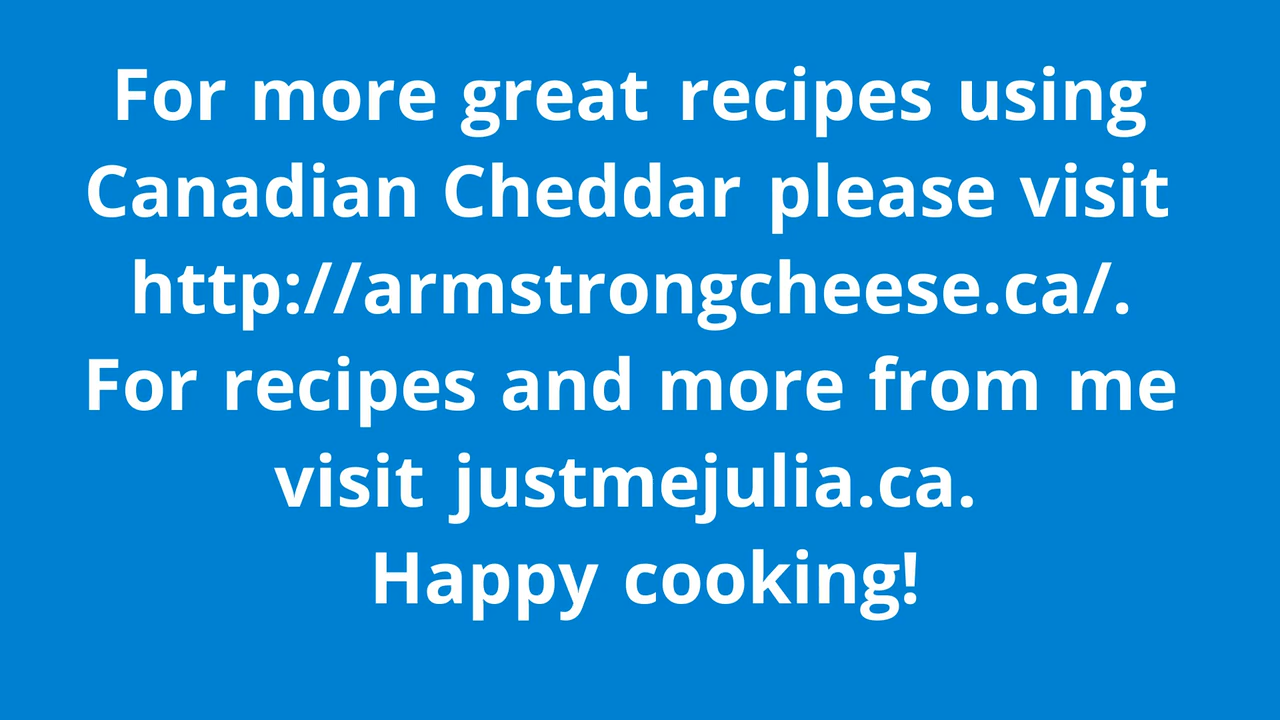 For more great recipes using
Canadian Cheddar please visit
http://armstrongcheese.ca/.
For recipes and more from me
visit justmejulia.ca.
Happy cooking!